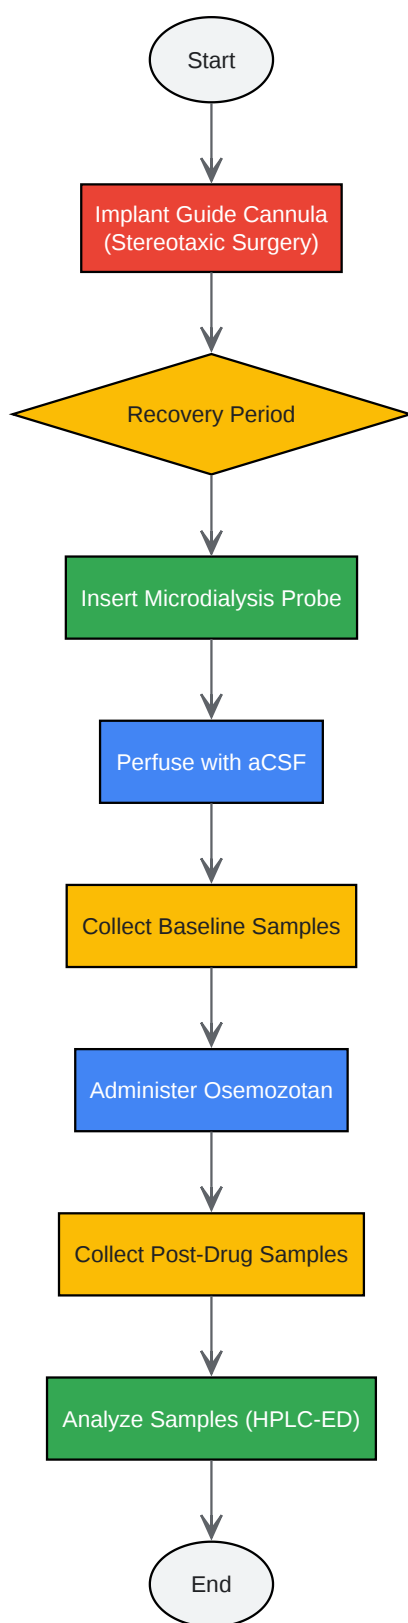 Start
Implant Guide Cannula
(Stereotaxic Surgery)
Recovery Period
Insert Microdialysis Probe
Perfuse with aCSF
Collect Baseline Samples
Administer Osemozotan
Collect Post-Drug Samples
Analyze Samples (HPLC-ED)
End